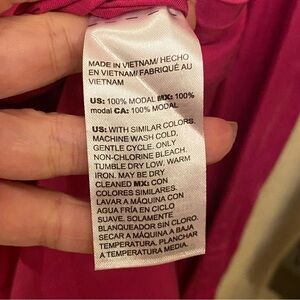 MADE IN VIETNAM/ HECHO
EN VIETNAM/ FABRIQUÉ AU
VIETNAM
US: 100% MODAL MX: 100%
modal CA: 100% MODAL
US: WITH SIMILAR COLORS.
MACHINE WASH COLD,
GENTLE CYCLE. ONLY
NON-CHLORINE BLEACH.
TUMBLE DRY LOW. WARM
IRON. MAY BE DRY
CLEANED MX: CON
COLORES SIMILARES.
LAVAR A MÁQUINA CON
AGUA FRÍA EN CICLO
SUAVE. SOLAMENTE
BLANQUEADOR SIN CLORO.
SECAR A MÁQUINA A BAJA
TEMPERATURA. PLANCHAR
A TEMPERATURA MEDIA.